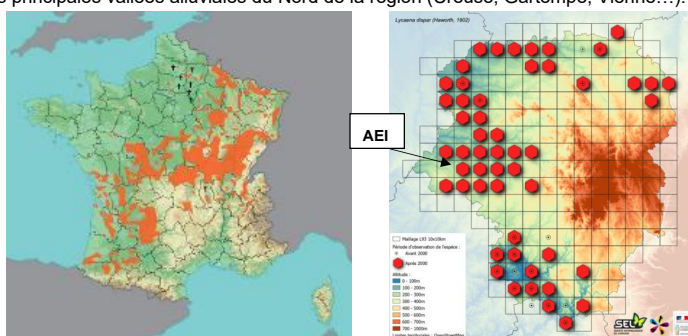 s principales vallées alluviales du Nord de la région (Creuse, Gartempe, Vienne…).
Lycaena dispar (Haworth, 1802)
AEI
Maillage L93 10x10km
Période d'observation de l'espèce :
Avant 2000
Après 2000
Altitude :
0 - 100m
100 - 200m
200 - 300m
300 - 400m
400 - 500m
500 - 600m
600 - 700m
700 - 1000m
SEL